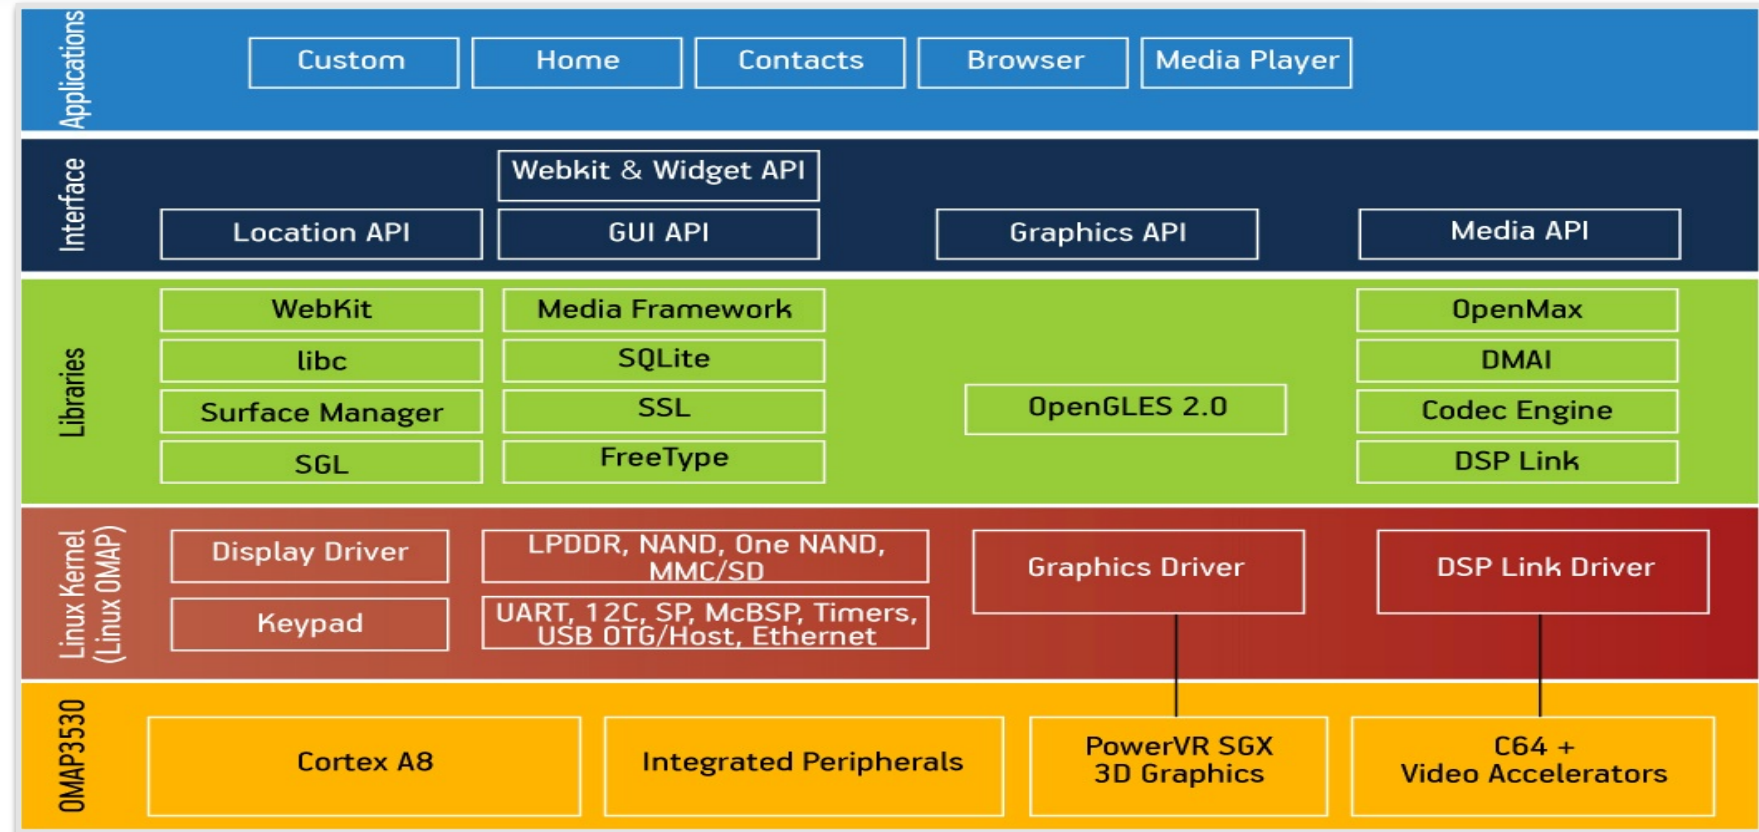 Applications
Custom
Home
Contacts
Browser
Media Player
Interface
Webkit & Widget API
Location API
GUI API
Graphics API
Media API
Libraries
WebKit
Media Framework
OpenMax
libc
SQLite
DMAI
Surface Manager
SSL
OpenGLES 2.0
Codec Engine
SGL
FreeType
DSP Link
Linux Kernel
(Linux OMAP)
Display Driver
LPDDR, NAND, One NAND,
MMC/SD
Graphics Driver
DSP Link Driver
Keypad
UART, 12C, SP, McBSP, Timers,
USB OTG/Host, Ethernet
OMAP3530
Cortex A8
Integrated Peripherals
PowerVR SGX
3D Graphics
C64 +
Video Accelerators